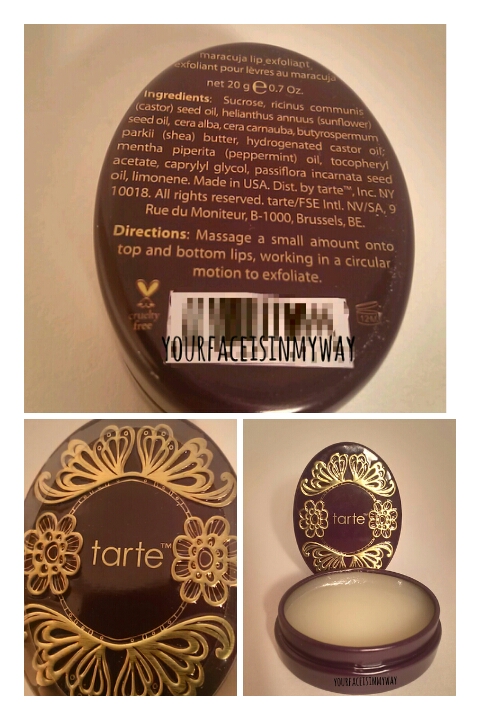 maracuja lip exfoliant
exfoliant pour lèvres au maracuja
net 20 g ℮ 0.7 Oz.
Ingredients: Sucrose, ricinus communis
(castor) seed oil, helianthus annuus (sunflower)
seed oil, cera alba, cera carnauba, butyrospermum
parkii (shea) butter, hydrogenated castor oil;
mentha piperita (peppermint) oil, tocopheryl
acetate, caprylyl glycol, passiflora incarnata seed
oil, limonene. Made in USA. Dist. by tarte™, Inc. NY
10018. All rights reserved. tarte/FSE Intl. NV/SA, 9
Rue du Moniteur, B-1000, Brussels, BE.
Directions: Massage a small amount onto
top and bottom lips, working in a circular
motion to exfoliate.
cruelty
free
12M
YOURFACEISINMYWAY
tarte™
tarte
YOURFACEISINMYWAY